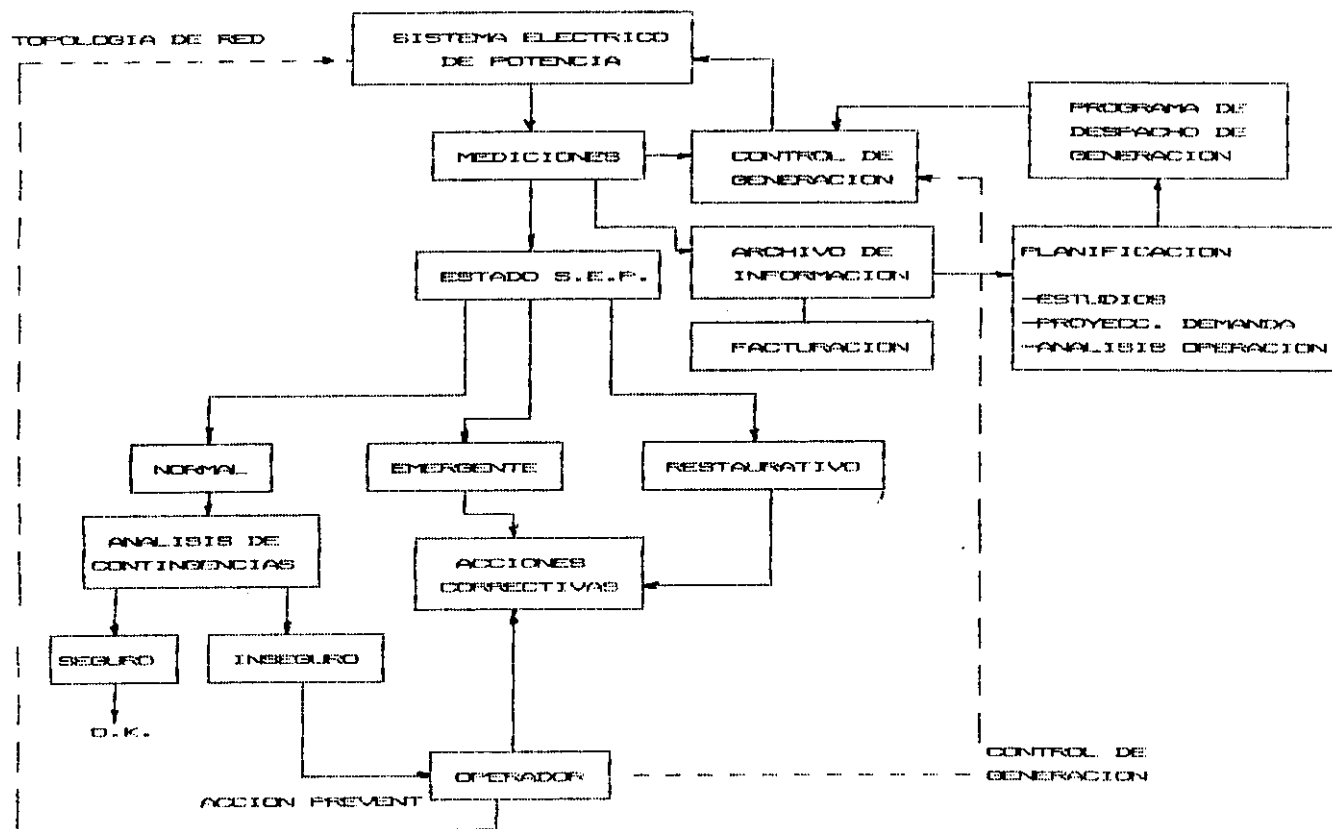 TOPOLOGIA DE RED
SISTEMA ELECTRICO
DE POTENCIA
PROGRAMA DE
DESPACHO DE
GENERACION
MEDICIONES
CONTROL DE
GENERACION
ESTADO S.E.P.
ARCHIVO DE
INFORMACION
PLANIFICACION
-ESTUDIOS
-PROYECC. DEMANDA
-ANALISIS OPERACION
FACTURACION
NORMAL
EMERGENTE
RESTAURATIVO
ANALISIS DE
CONTINGENCIAS
ACCIONES
CORRECTIVAS
SEGURO
INSEGURO
O.K.
OPERADOR
CONTROL DE
GENERACION
ACCION PREVENT